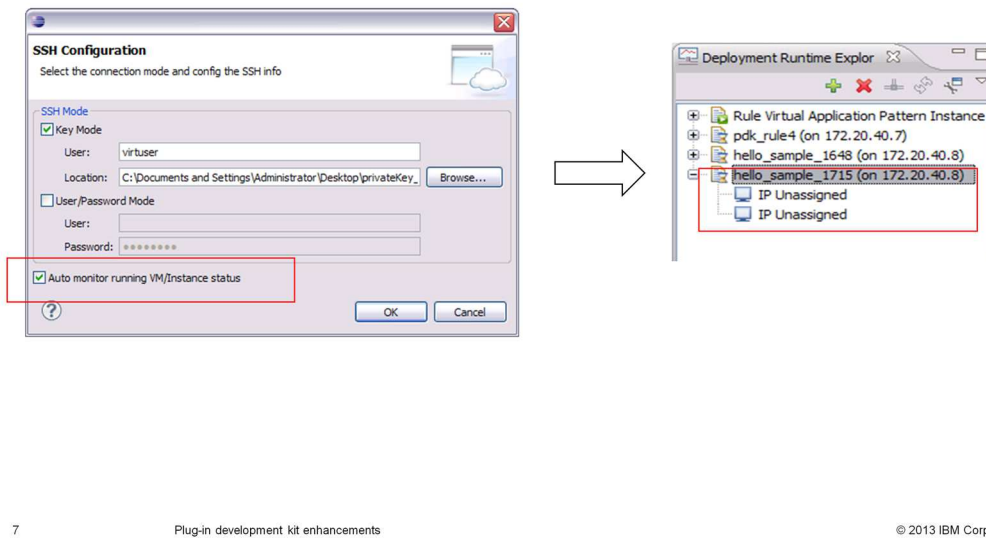 SSH Configuration
Select the connection mode and config the SSH info
SSH Mode
Key Mode
User: virtuser
Location: C:\Documents and Settings\Administrator\Desktop\privateKey_ Browse...
User/Password Mode
User:
Password:
Auto monitor running VM/Instance status
OK Cancel
Deployment Runtime Explor
Rule Virtual Application Pattern Instance
pdk_rule4 (on 172.20.40.7)
hello_sample_1648 (on 172.20.40.8)
hello_sample_1715 (on 172.20.40.8)
IP Unassigned
IP Unassigned
7 Plug-in development kit enhancements © 2013 IBM Corp